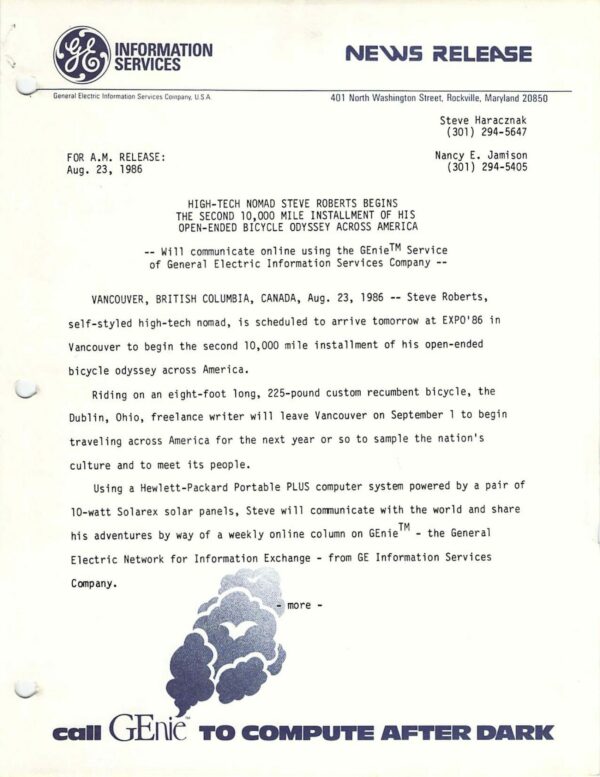 GE INFORMATION
SERVICES
NEWS RELEASE
General Electric Information Services Company, U.S.A.
401 North Washington Street, Rockville, Maryland 20850
Steve Haracznak
(301) 294-5647
FOR A.M. RELEASE:
Aug. 23, 1986
Nancy E. Jamison
(301) 294-5405
HIGH-TECH NOMAD STEVE ROBERTS BEGINS
THE SECOND 10,000 MILE INSTALLMENT OF HIS
OPEN-ENDED BICYCLE ODYSSEY ACROSS AMERICA
-- Will communicate online using the GEnie™ Service
of General Electric Information Services Company --
VANCOUVER, BRITISH COLUMBIA, CANADA, Aug. 23, 1986 -- Steve Roberts,
self-styled high-tech nomad, is scheduled to arrive tomorrow at EXPO'86 in
Vancouver to begin the second 10,000 mile installment of his open-ended
bicycle odyssey across America.
Riding on an eight-foot long, 225-pound custom recumbent bicycle, the
Dublin, Ohio, freelance writer will leave Vancouver on September 1 to begin
traveling across America for the next year or so to sample the nation's
culture and to meet its people.
Using a Hewlett-Packard Portable PLUS computer system powered by a pair of
10-watt Solarex solar panels, Steve will communicate with the world and share
his adventures by way of a weekly online column on GEnie™ - the General
Electric Network for Information Exchange - from GE Information Services
Company.
- more -
call GEnie™ TO COMPUTE AFTER DARK